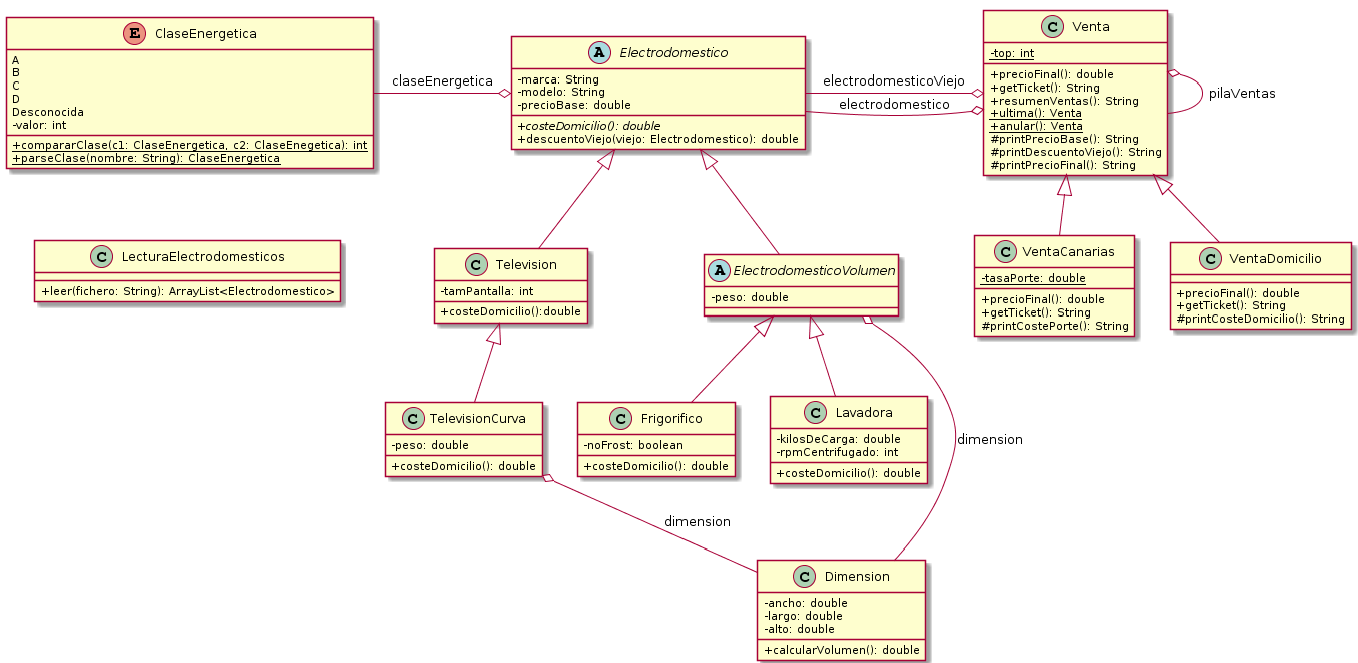 E ClaseEnergetica
A
B
C
D
Desconocida
-valor: int
+compararClase(c1: ClaseEnergetica, c2: ClaseEnegetica): int
+parseClase(nombre: String): ClaseEnergetica
claseEnergetica
A Electrodomestico
-marca: String
-modelo: String
-precioBase: double
+costeDomicilio(): double
+descuentoViejo(viejo: Electrodomestico): double
electrodomesticoViejo
electrodomestico
C Venta
-top: int
+precioFinal(): double
+getTicket(): String
+resumenVentas(): String
+ultima(): Venta
+anular(): Venta
#printPrecioBase(): String
#printDescuentoViejo(): String
#printPrecioFinal(): String
pilaVentas
C LecturaElectrodomesticos
+leer(fichero: String): ArrayList<Electrodomestico>
C Television
-tamPantalla: int
+costeDomicilio():double
A ElectrodomesticoVolumen
-peso: double
C VentaCanarias
-tasaPorte: double
+precioFinal(): double
+getTicket(): String
#printCostePorte(): String
C VentaDomicilio
+precioFinal(): double
+getTicket(): String
#printCosteDomicilio(): String
C TelevisionCurva
-peso: double
+costeDomicilio(): double
C Frigorifico
-noFrost: boolean
+costeDomicilio(): double
C Lavadora
-kilosDeCarga: double
-rpmCentrifugado: int
+costeDomicilio(): double
dimension
dimension
C Dimension
-ancho: double
-largo: double
-alto: double
+calcularVolumen(): double